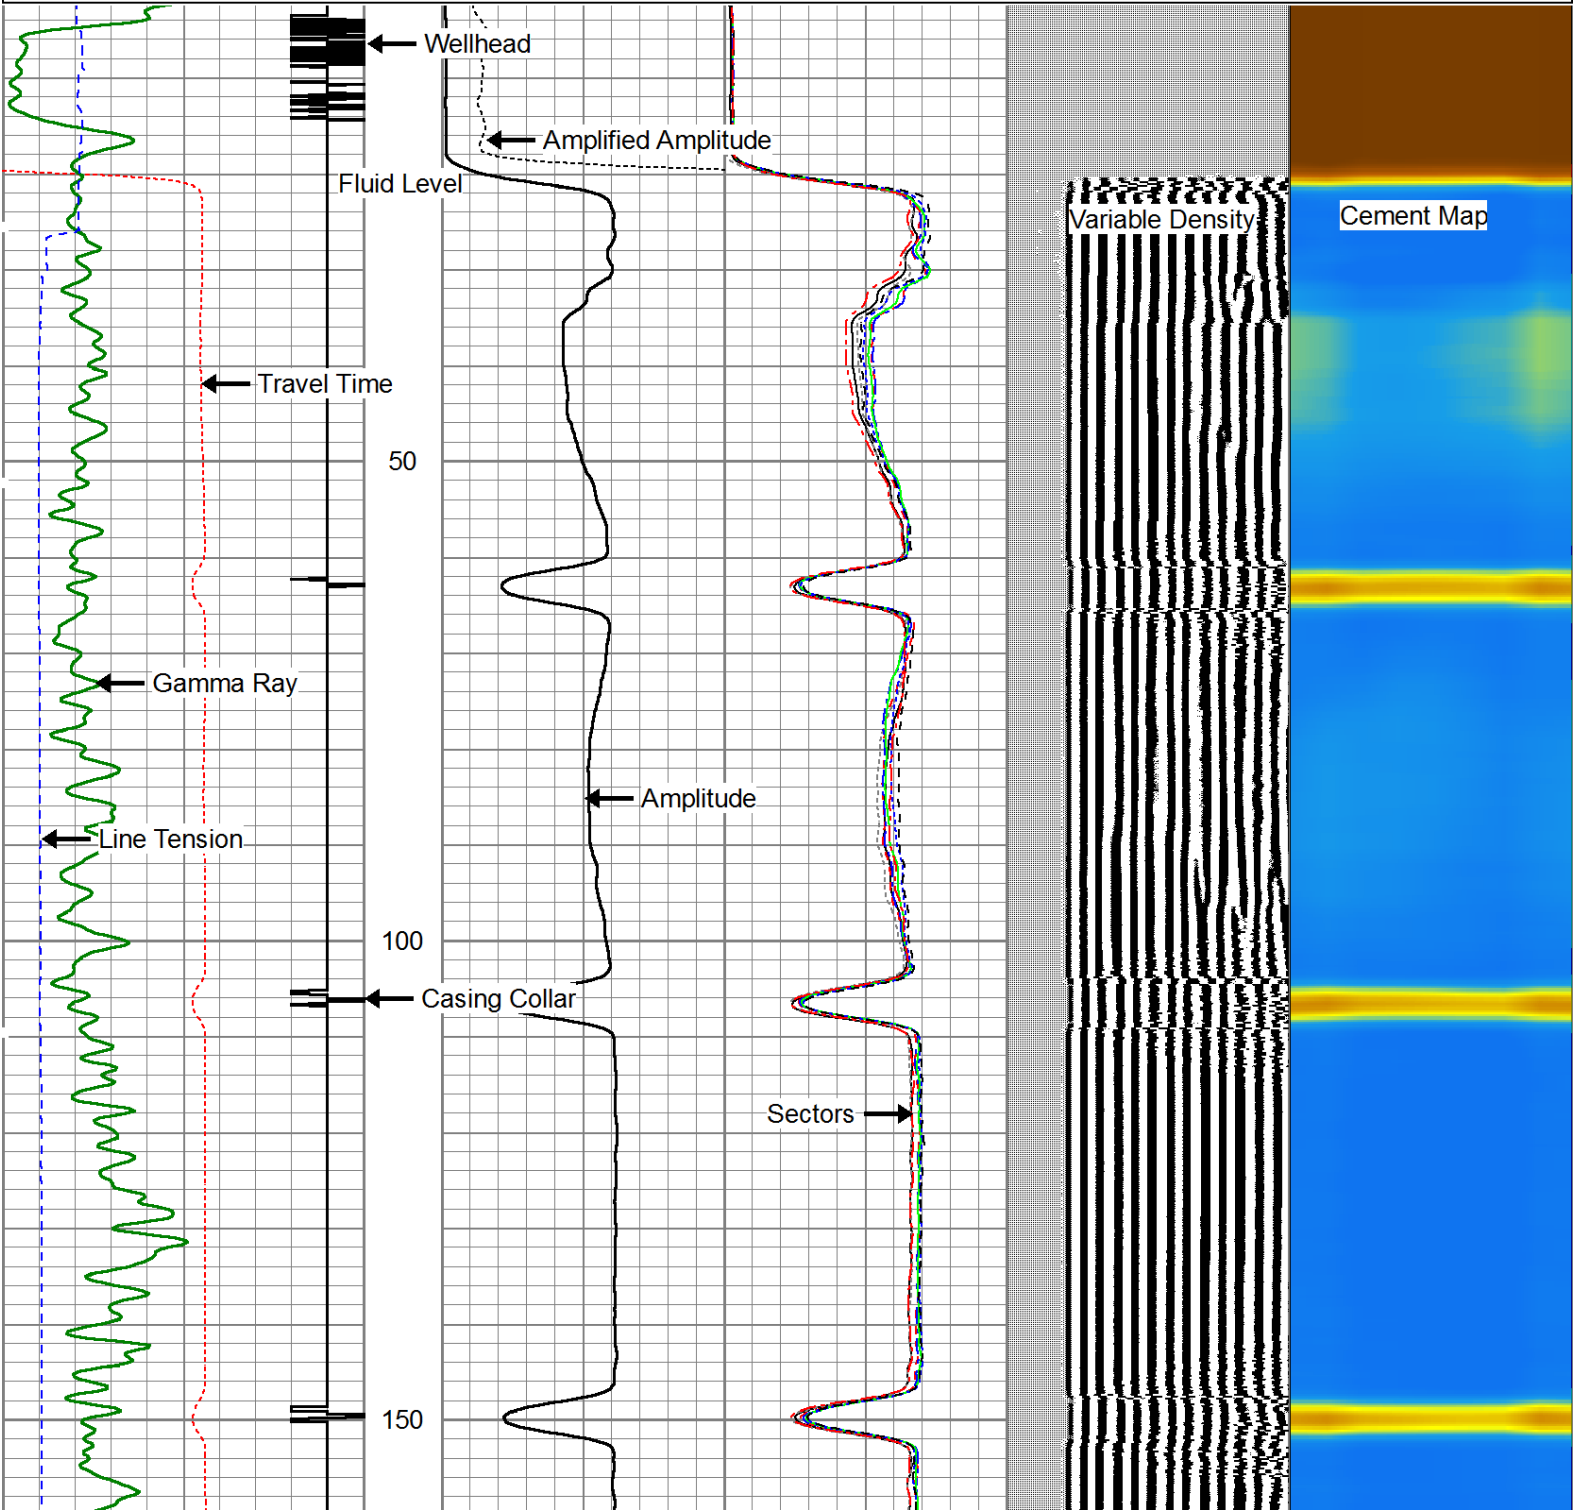 Wellhead
Amplified Amplitude
Fluid Level
Variable Density
Cement Map
Travel Time
50
Gamma Ray
Amplitude
Line Tension
100
Casing Collar
Sectors
150